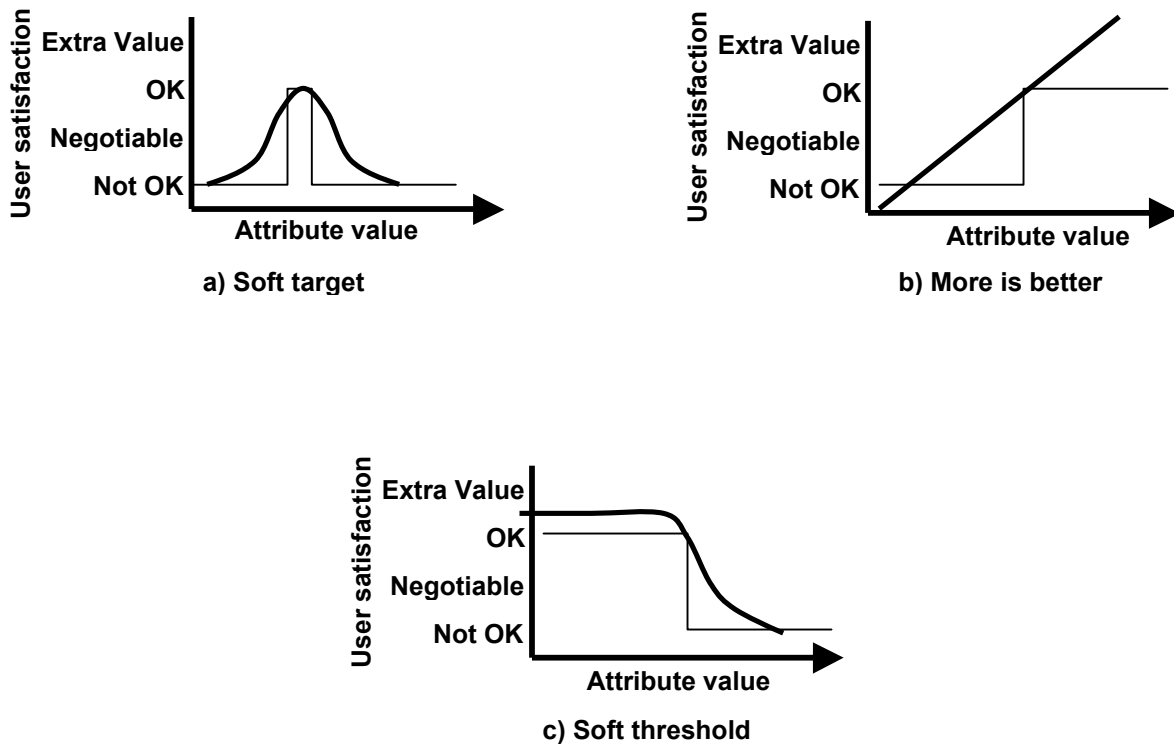 User satisfaction
Extra Value
OK
Negotiable
Not OK
Attribute value
a) Soft target
User satisfaction
Extra Value
OK
Negotiable
Not OK
Attribute value
b) More is better
User satisfaction
Extra Value
OK
Negotiable
Not OK
Attribute value
c) Soft threshold